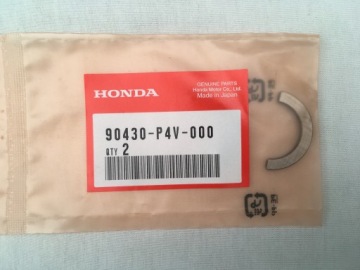 HONDA
GENUINE PARTS
Honda Motor Co., Ltd.
Made in Japan
90430-P4V-000
QTY 2